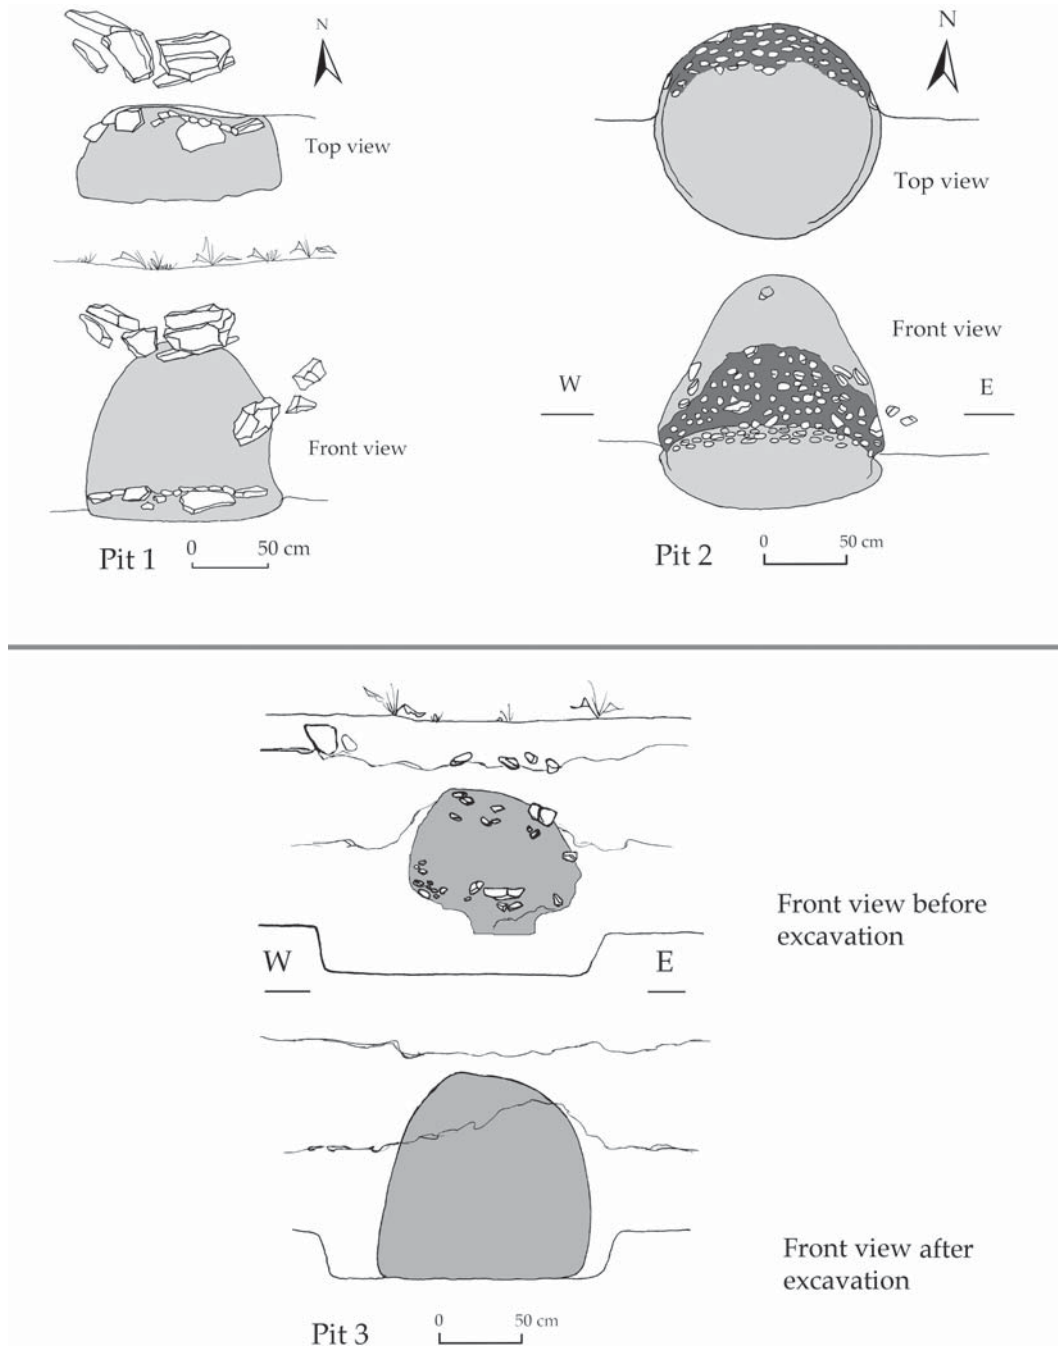 N
Top view
Front view
Pit 1
0 50 cm
N
Top view
Front view
W E
Pit 2
0 50 cm
Front view before
excavation
W E
Front view after
excavation
Pit 3
0 50 cm